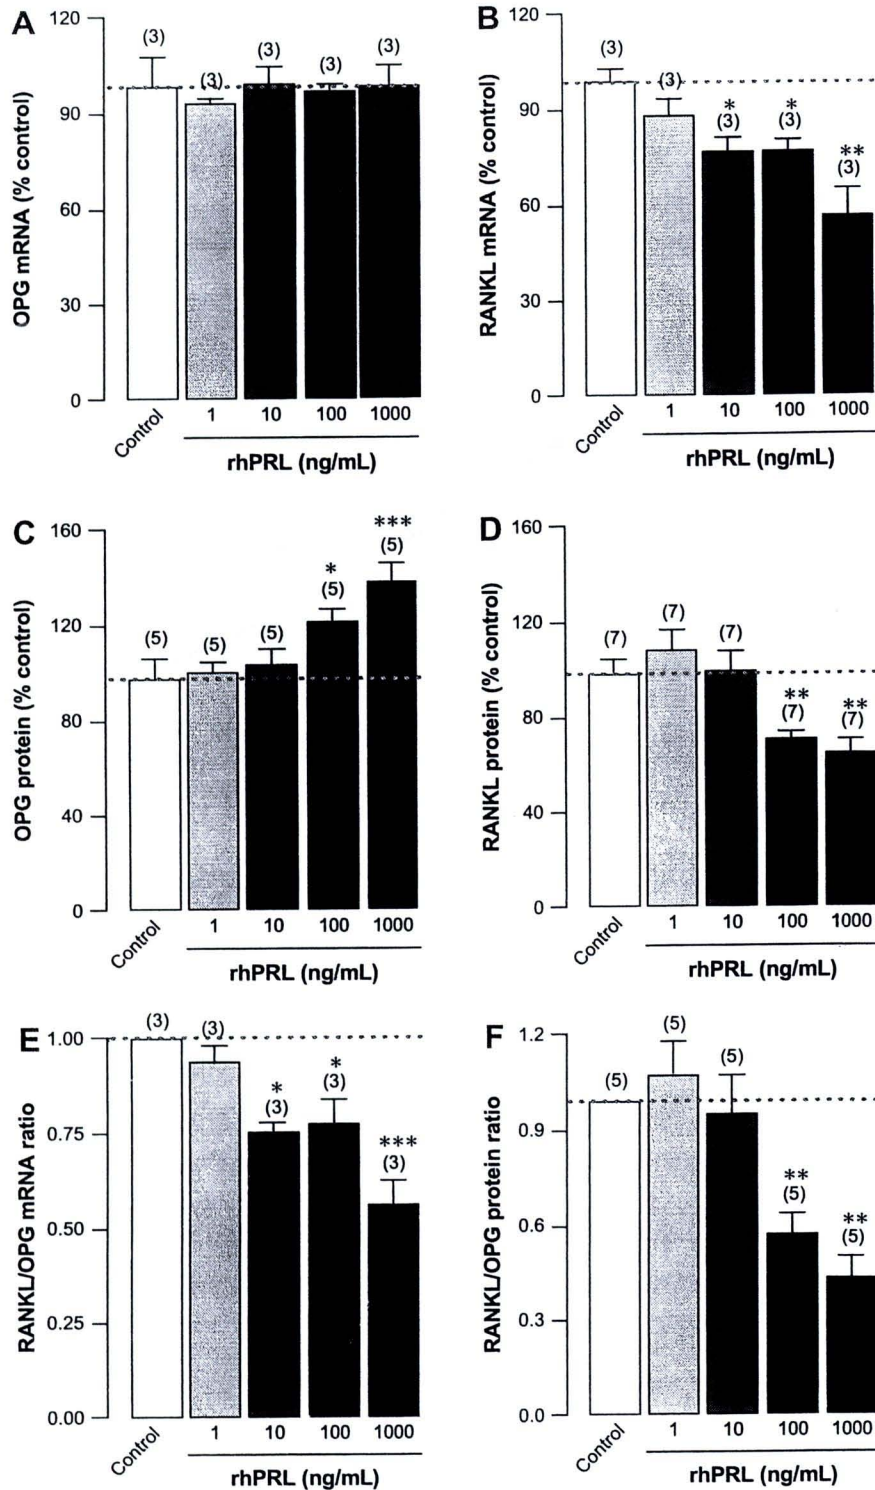 A
OPG mRNA (% control)
120
90
60
30
0
(3)
(3)
(3)
(3)
(3)
Control
1 10 100 1000
rhPRL (ng/mL)
B
RANKL mRNA (% control)
120
90
60
30
0
(3)
(3)
*
(3)
*
(3)
**
(3)
Control
1 10 100 1000
rhPRL (ng/mL)
C
OPG protein (% control)
160
120
80
40
0
(5)
(5)
(5)
*
(5)
***
(5)
Control
1 10 100 1000
rhPRL (ng/mL)
D
RANKL protein (% control)
160
120
80
40
0
(7)
(7)
(7)
**
(7)
**
(7)
Control
1 10 100 1000
rhPRL (ng/mL)
E
RANKL/OPG mRNA ratio
1.00
0.75
0.50
0.25
0.00
(3)
(3)
*
(3)
*
(3)
***
(3)
Control
1 10 100 1000
rhPRL (ng/mL)
F
RANKL/OPG protein ratio
1.2
0.9
0.6
0.3
0.0
(5)
(5)
(5)
**
(5)
**
(5)
Control
1 10 100 1000
rhPRL (ng/mL)